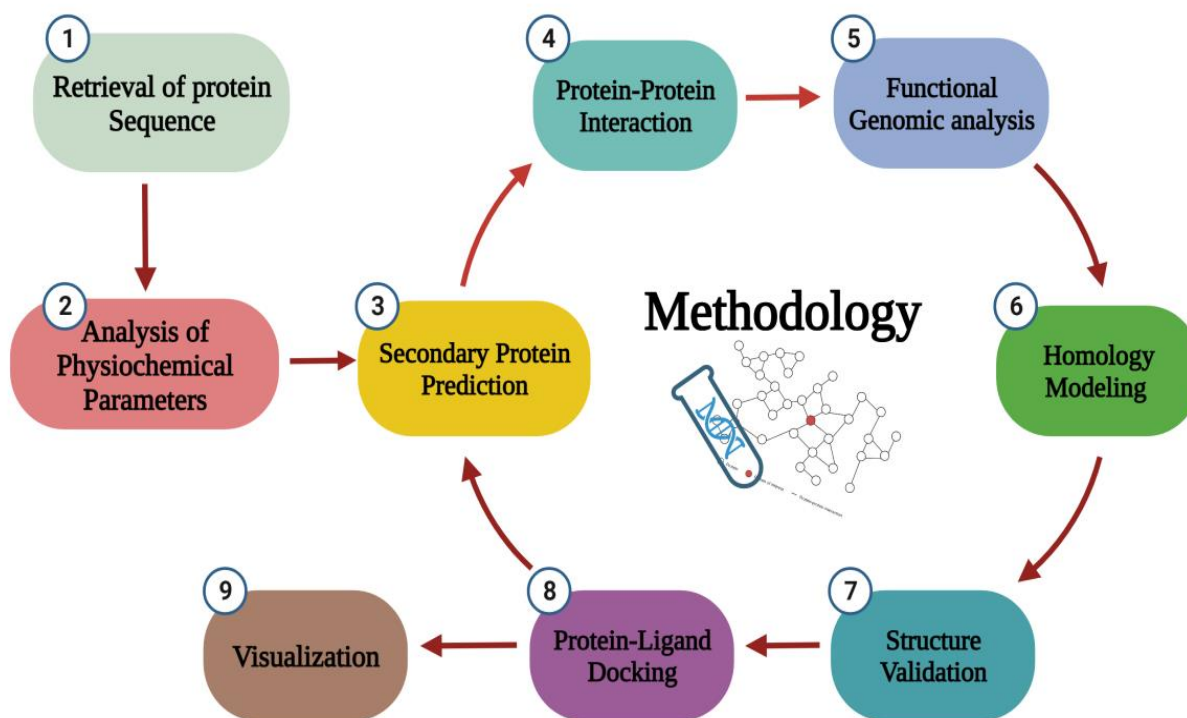 1
Retrieval of protein
Sequence
2
Analysis of
Physiochemical
Parameters
3
Secondary Protein
Prediction
4
Protein-Protein
Interaction
5
Functional
Genomic analysis
6
Homology
Modeling
7
Structure
Validation
8
Protein-Ligand
Docking
9
Visualization
Methodology